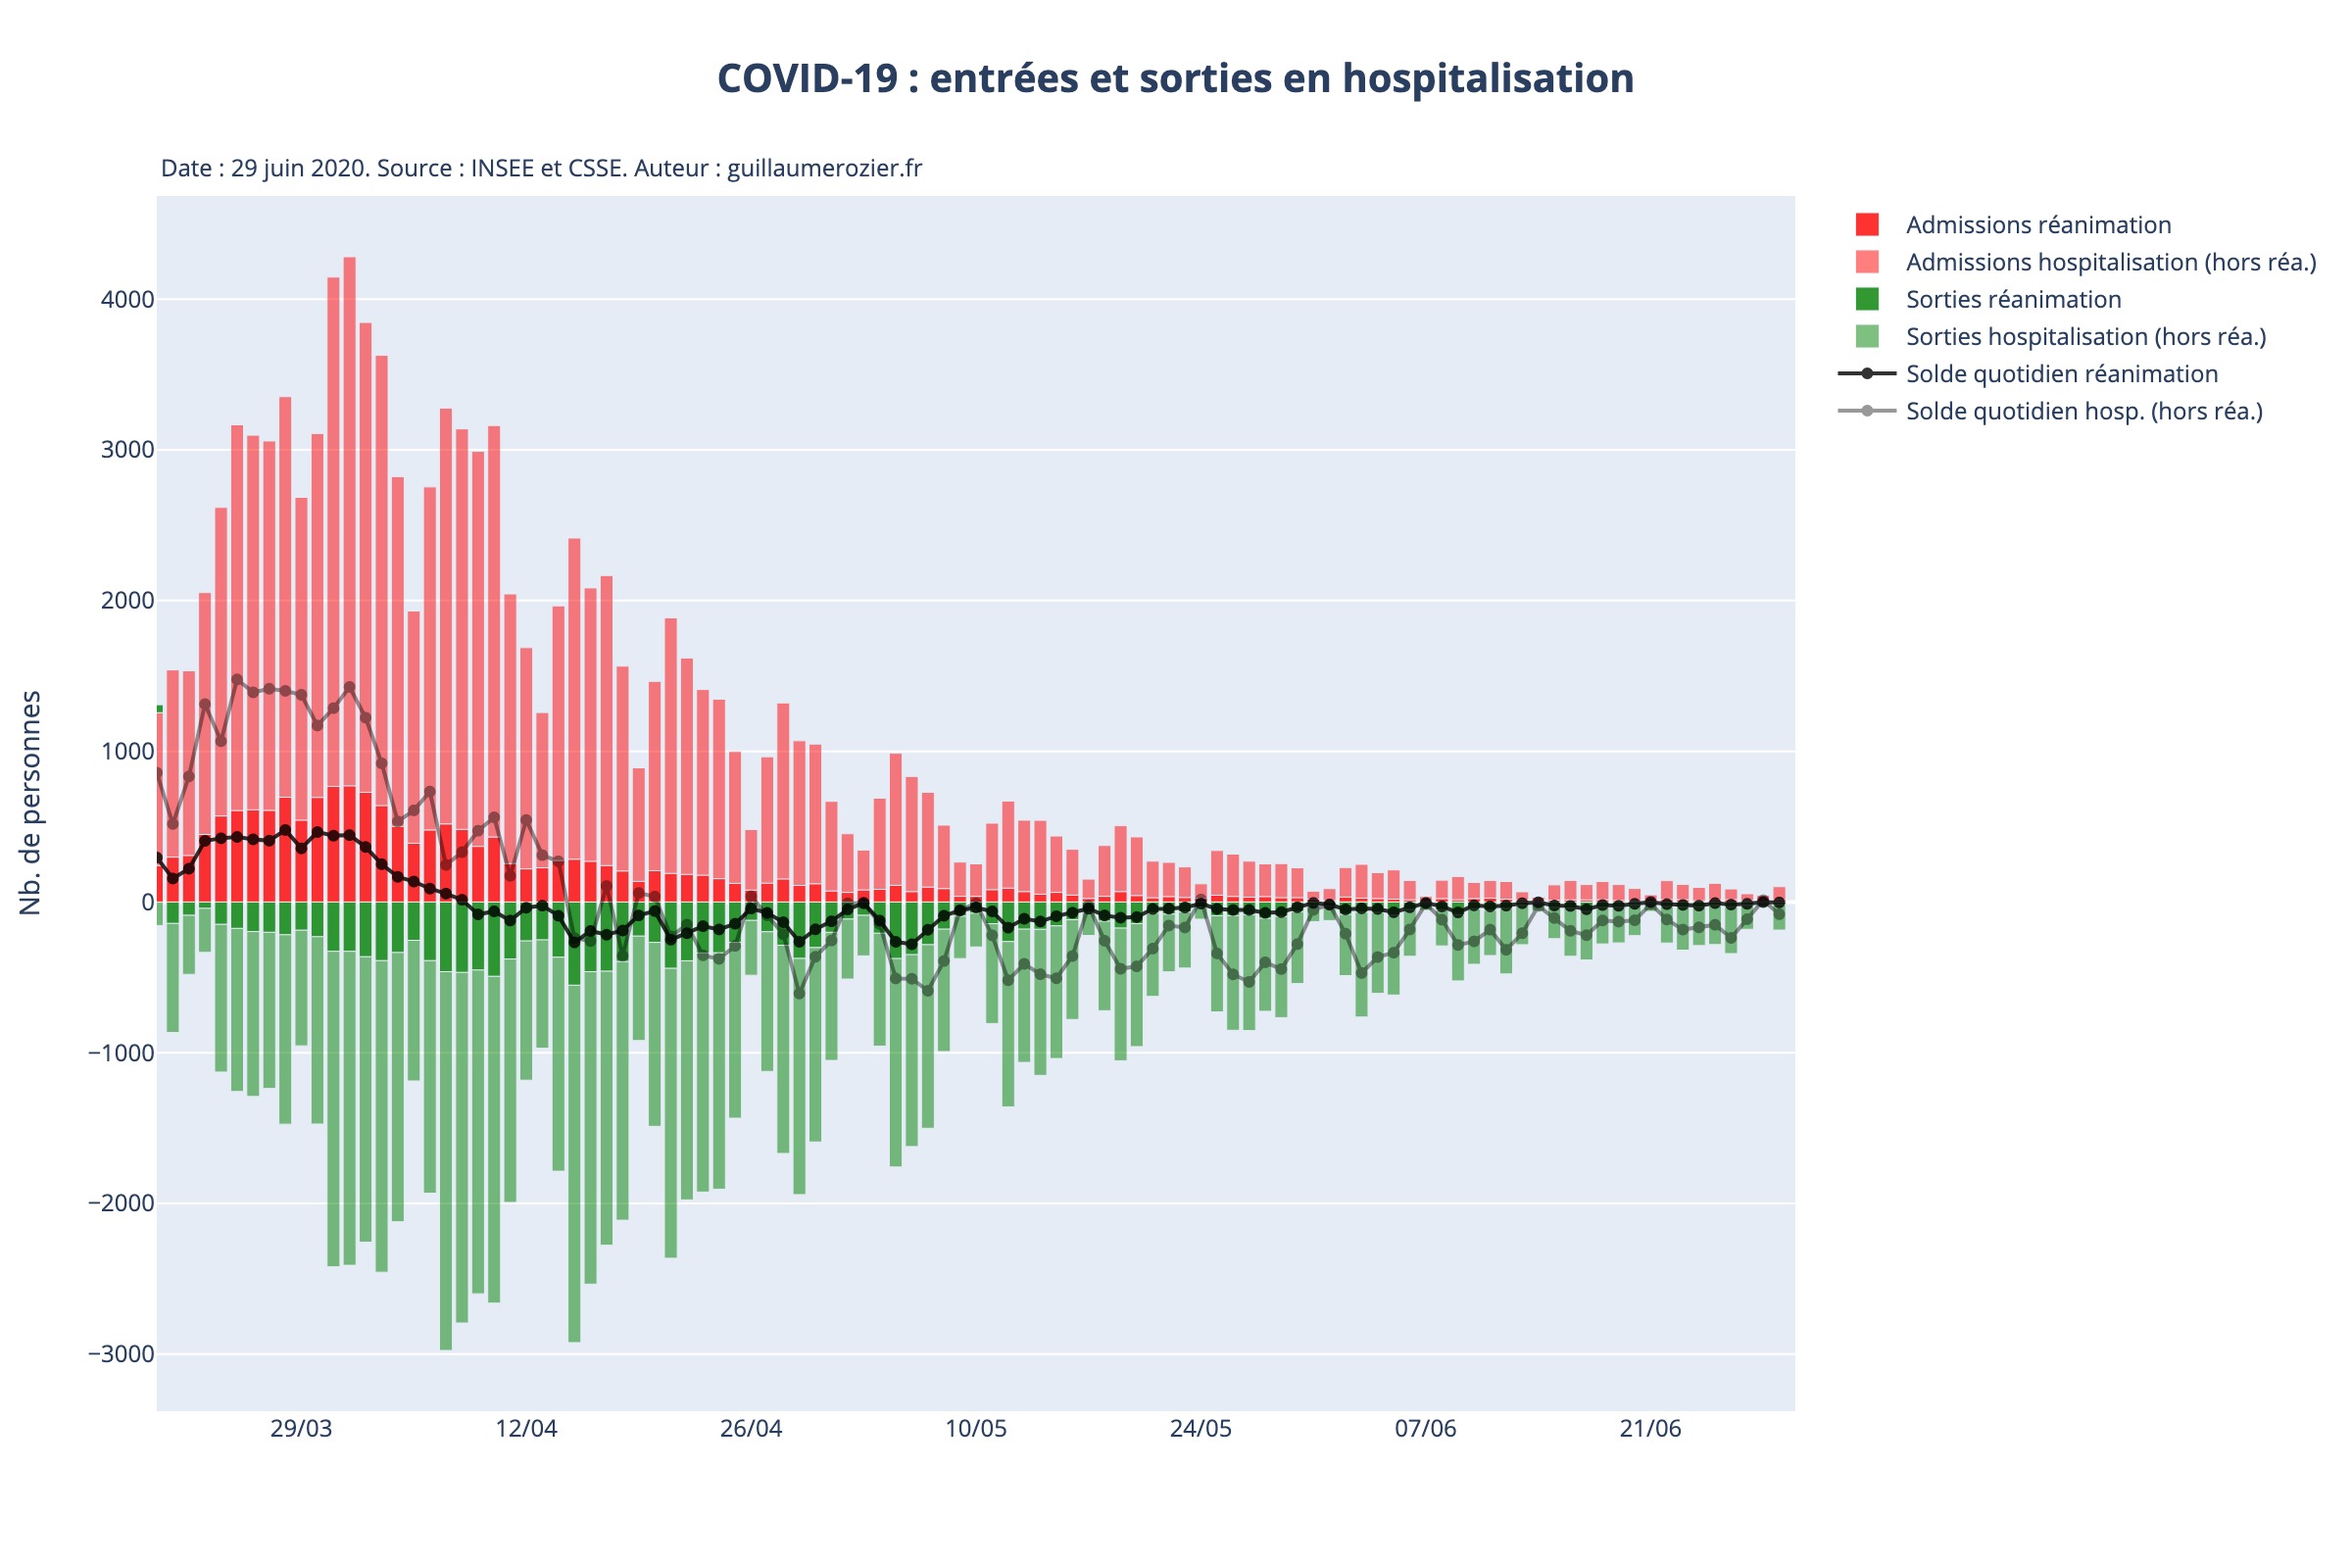 COVID-19 : entrées et sorties en hospitalisation
Date : 29 juin 2020. Source : INSEE et CSSE. Auteur : guillaumerozier.fr
Admissions réanimation
Admissions hospitalisation (hors réa.)
Sorties réanimation
Sorties hospitalisation (hors réa.)
Solde quotidien réanimation
Solde quotidien hosp. (hors réa.)
Nb. de personnes
4000
3000
2000
1000
0
−1000
−2000
−3000
29/03 12/04 26/04 10/05 24/05 07/06 21/06